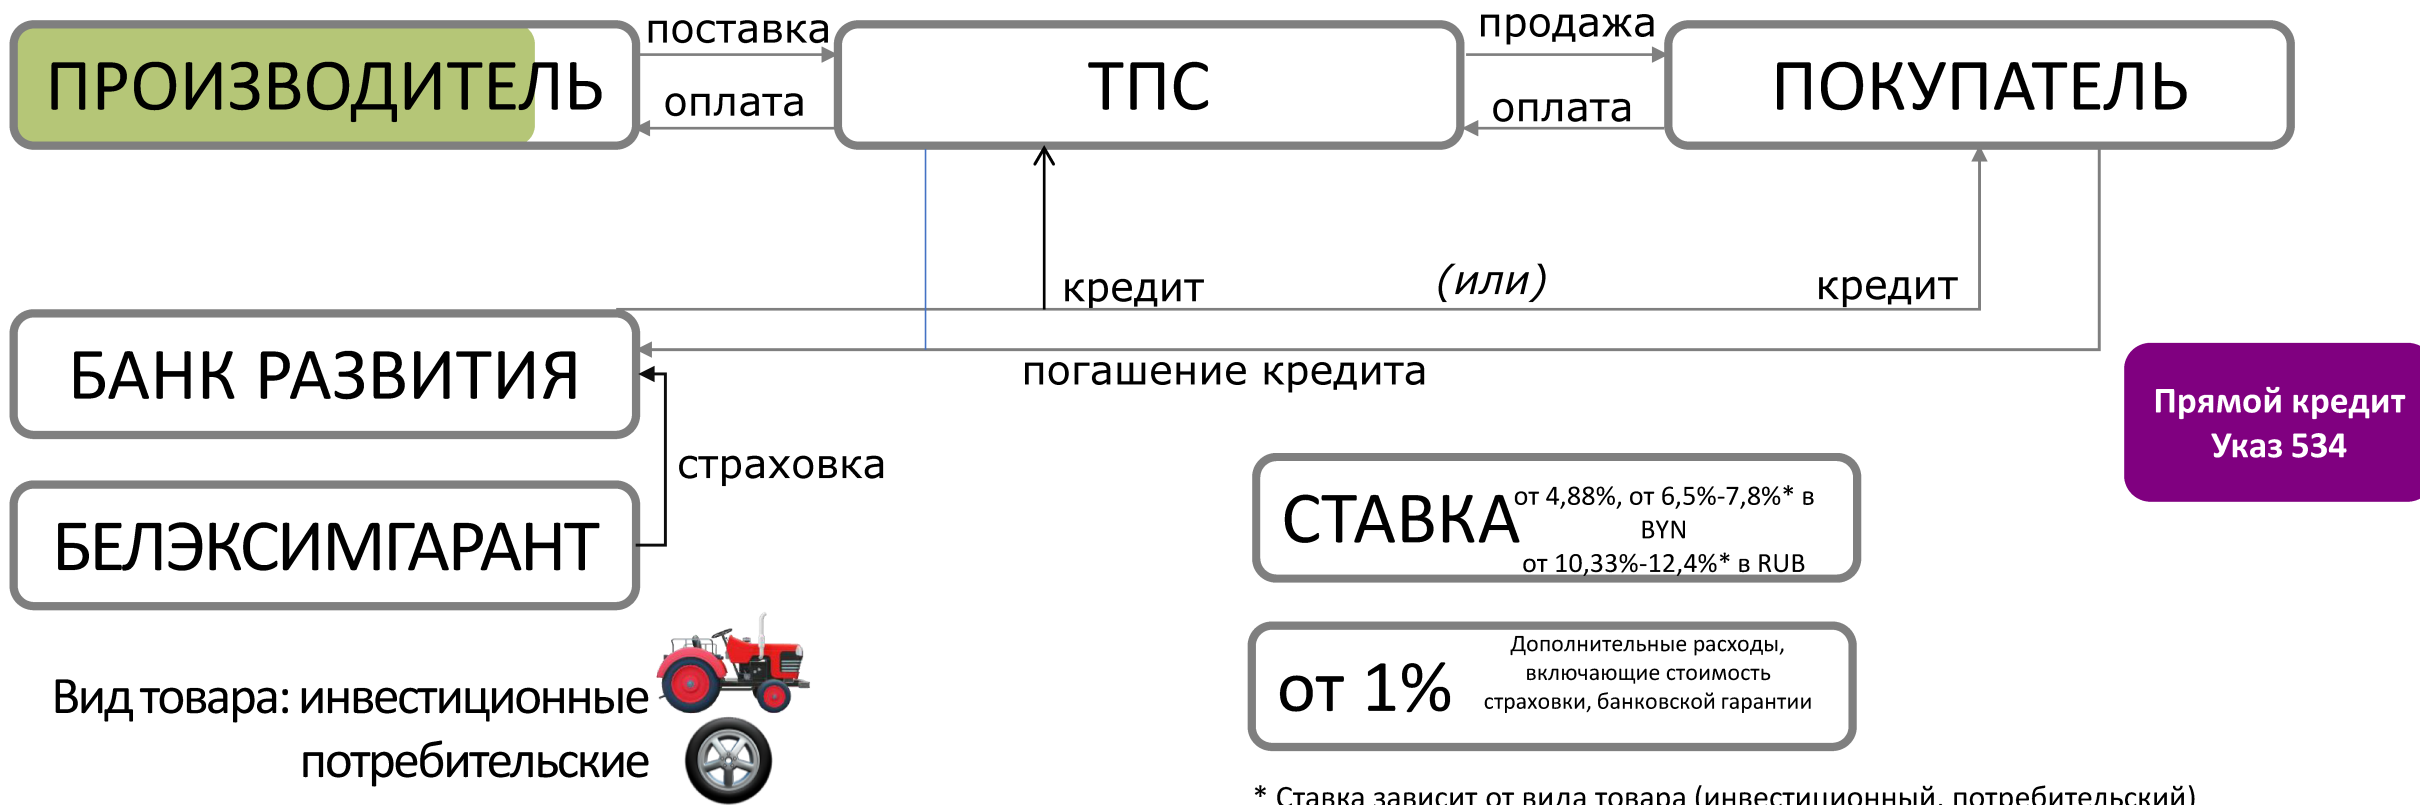 ПРОИЗВОДИТЕЛЬ
поставка
оплата
ТПС
продажа
оплата
ПОКУПАТЕЛЬ
кредит
(или)
кредит
БАНК РАЗВИТИЯ
погашение кредита
Прямой кредит
Указ 534
страховка
БЕЛЭКСИМГАРАНТ
СТАВКА
от 4,88%, от 6,5%-7,8%* в
BYN
от 10,33%-12,4%* в RUB
от 1%
Дополнительные расходы,
включающие стоимость
страховки, банковской гарантии
Вид товара: инвестиционные
потребительские
* Ставка зависит от вида товара (инвестиционный, потребительский)